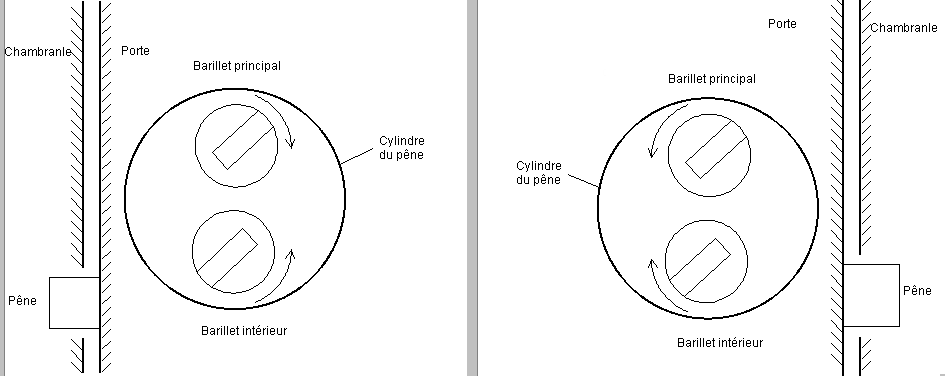 Chambranle
Porte
Barillet principal
Cylindre
du pêne
Pêne
Barillet intérieur
Porte
Chambranle
Barillet principal
Cylindre
du pêne
Pêne
Barillet intérieur